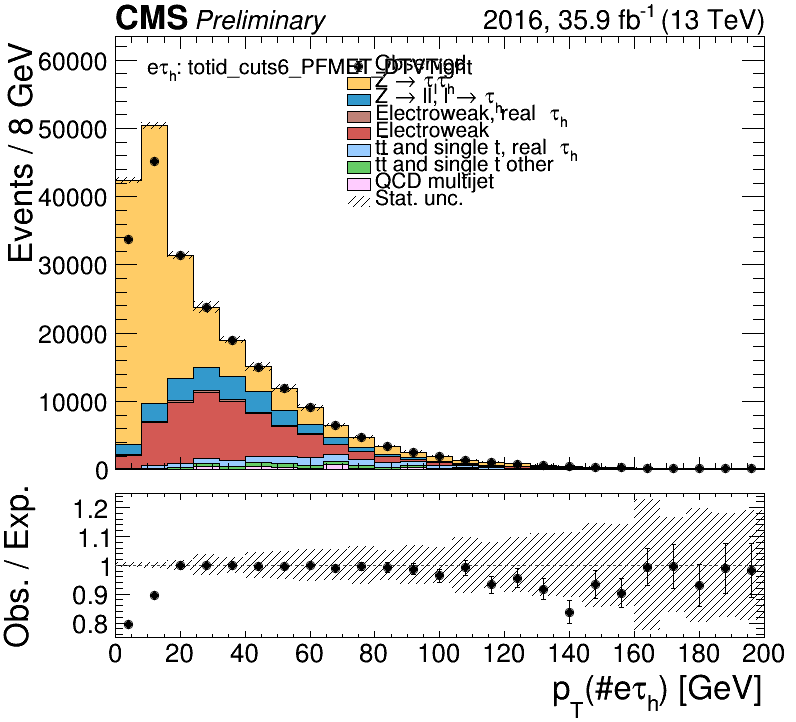 CMS Preliminary 2016, 35.9 fb⁻¹ (13 TeV)
Events / 8 GeV
60000
50000
40000
30000
20000
10000
0
eτh: totid_cuts6_PFMET_DTVTight
Observed
Z → τlτh
Z → ll, l → τh
Electroweak, real τh
Electroweak
tt̄ and single t, real τh
tt̄ and single t other
QCD multijet
Stat. unc.
Obs. / Exp.
1.2
1.1
1
0.9
0.8
0 20 40 60 80 100 120 140 160 180 200
pT(#eτh) [GeV]